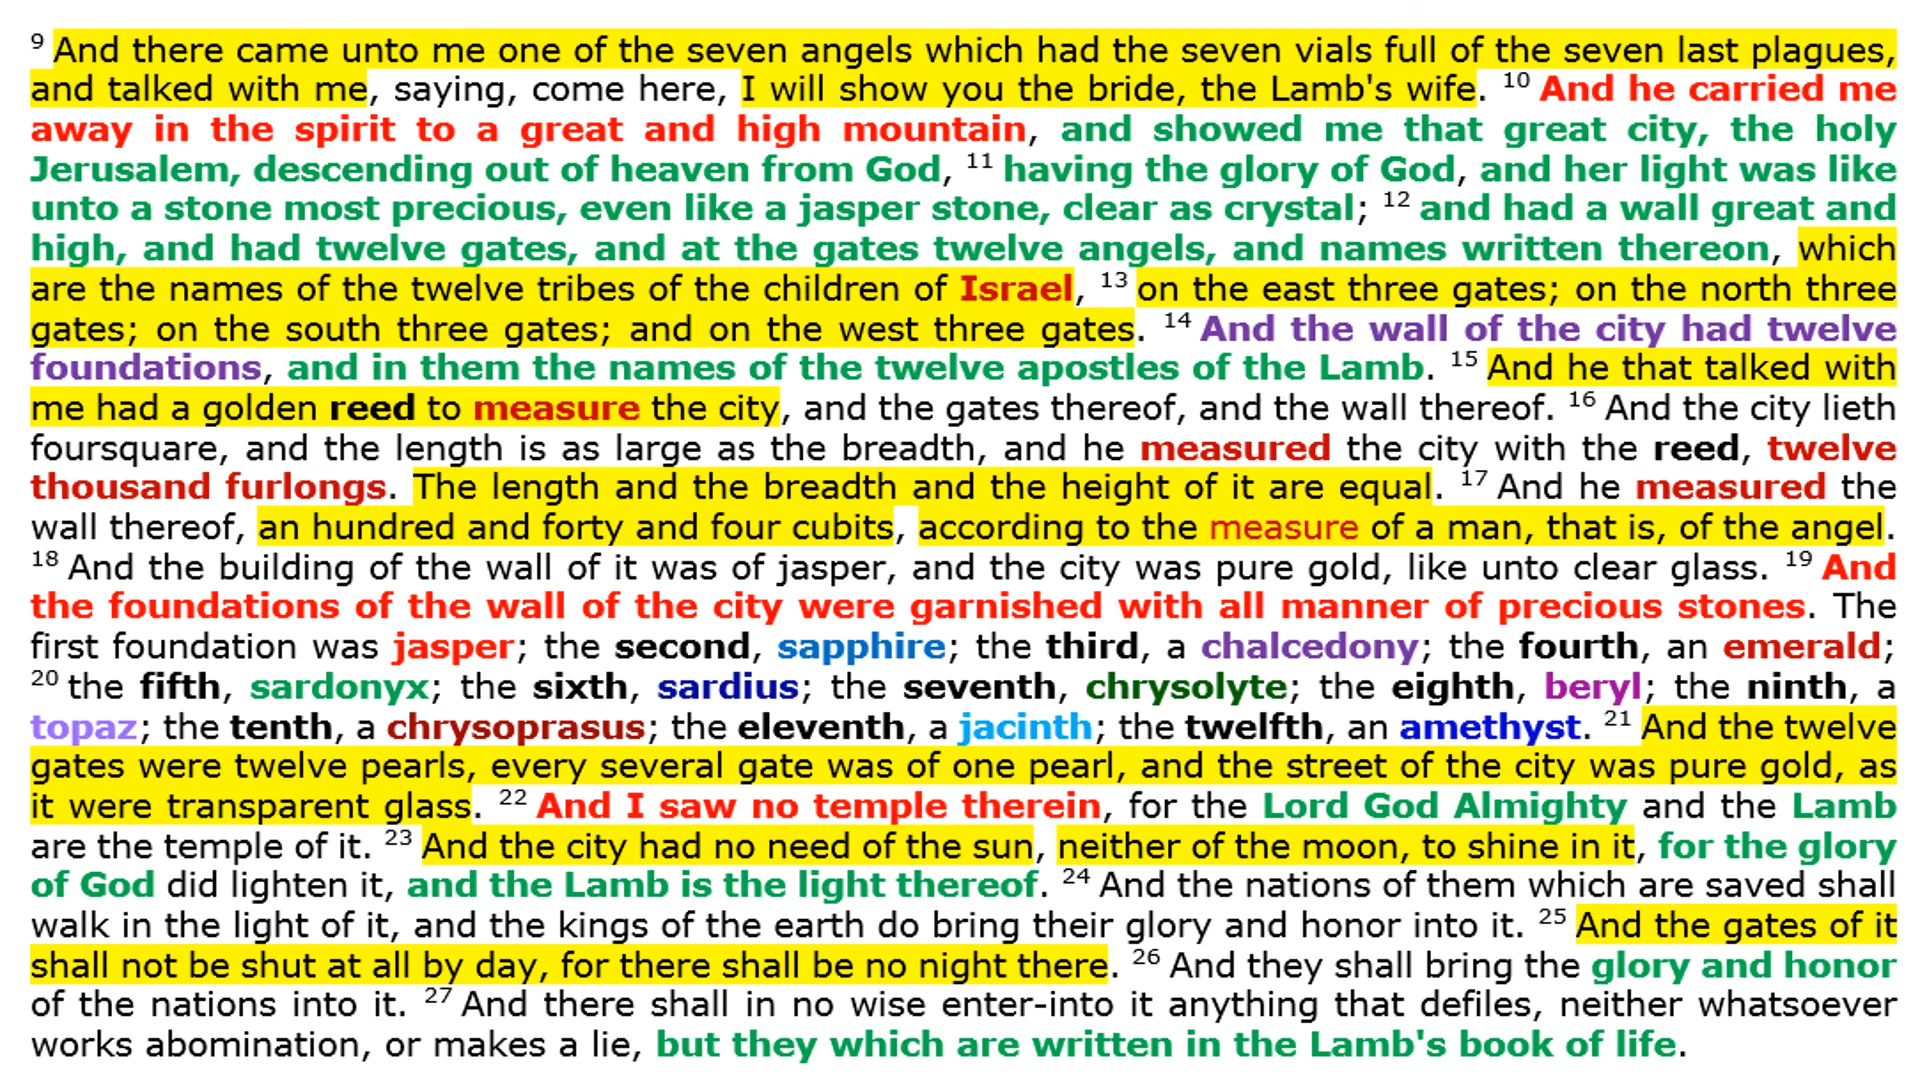 9 And there came unto me one of the seven angels which had the seven vials full of the seven last plagues,
and talked with me, saying, come here, I will show you the bride, the Lamb's wife. 10 And he carried me
away in the spirit to a great and high mountain, and showed me that great city, the holy
Jerusalem, descending out of heaven from God, 11 having the glory of God, and her light was like
unto a stone most precious, even like a jasper stone, clear as crystal; 12 and had a wall great and
high, and had twelve gates, and at the gates twelve angels, and names written thereon, which
are the names of the twelve tribes of the children of Israel, 13 on the east three gates; on the north three
gates; on the south three gates; and on the west three gates. 14 And the wall of the city had twelve
foundations, and in them the names of the twelve apostles of the Lamb. 15 And he that talked with
me had a golden reed to measure the city, and the gates thereof, and the wall thereof. 16 And the city lieth
foursquare, and the length is as large as the breadth, and he measured the city with the reed, twelve
thousand furlongs. The length and the breadth and the height of it are equal. 17 And he measured the
wall thereof, an hundred and forty and four cubits, according to the measure of a man, that is, of the angel.
18 And the building of the wall of it was of jasper, and the city was pure gold, like unto clear glass. 19 And
the foundations of the wall of the city were garnished with all manner of precious stones. The
first foundation was jasper; the second, sapphire; the third, a chalcedony; the fourth, an emerald;
20 the fifth, sardonyx; the sixth, sardius; the seventh, chrysolyte; the eighth, beryl; the ninth, a
topaz; the tenth, a chrysoprasus; the eleventh, a jacinth; the twelfth, an amethyst. 21 And the twelve
gates were twelve pearls, every several gate was of one pearl, and the street of the city was pure gold, as
it were transparent glass. 22 And I saw no temple therein, for the Lord God Almighty and the Lamb
are the temple of it. 23 And the city had no need of the sun, neither of the moon, to shine in it, for the glory
of God did lighten it, and the Lamb is the light thereof. 24 And the nations of them which are saved shall
walk in the light of it, and the kings of the earth do bring their glory and honor into it. 25 And the gates of it
shall not be shut at all by day, for there shall be no night there. 26 And they shall bring the glory and honor
of the nations into it. 27 And there shall in no wise enter-into it anything that defiles, neither whatsoever
works abomination, or makes a lie, but they which are written in the Lamb's book of life.